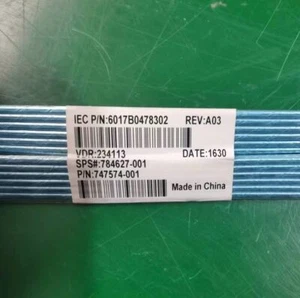 IEC P/N:6017B0478302 REV:A03
VDR:234113 DATE:1630
SPS#:784627-001
P/N:747574-001
Made in China